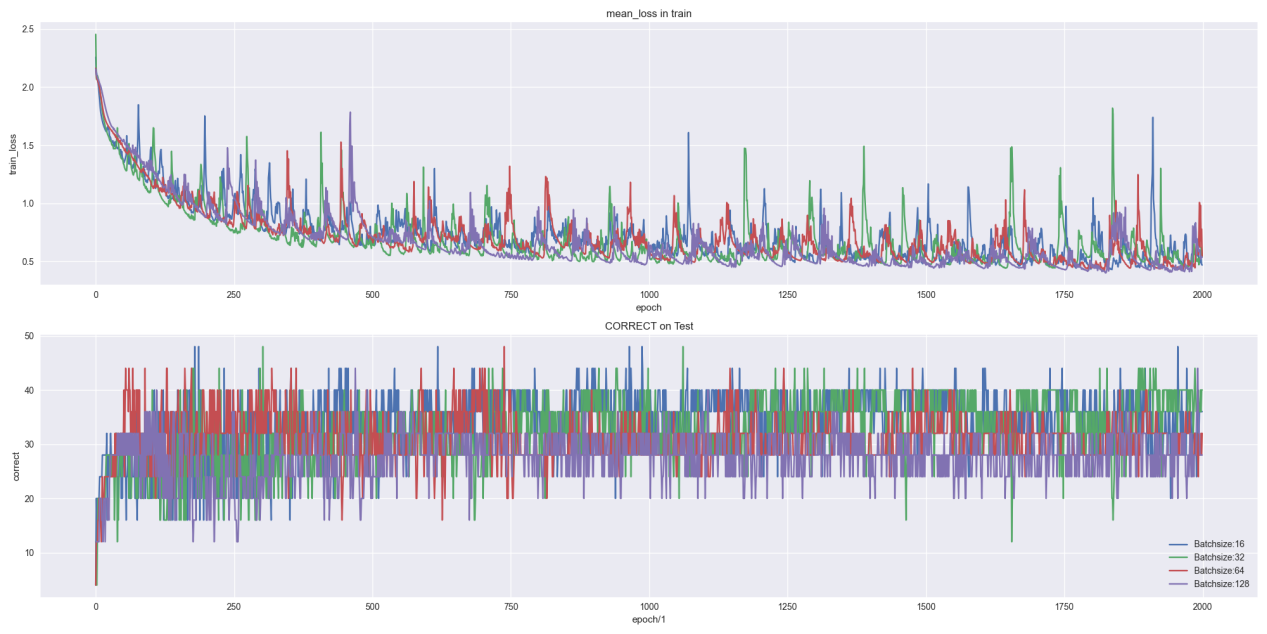 mean_loss in train
2.5
2.0
1.5
1.0
0.5
train_loss
0 250 500 750 1000 1250 1500 1750 2000
epoch
CORRECT on Test
50
40
30
20
10
correct
Batchsize:16
Batchsize:32
Batchsize:64
Batchsize:128
0 250 500 750 1000 1250 1500 1750 2000
epoch/1